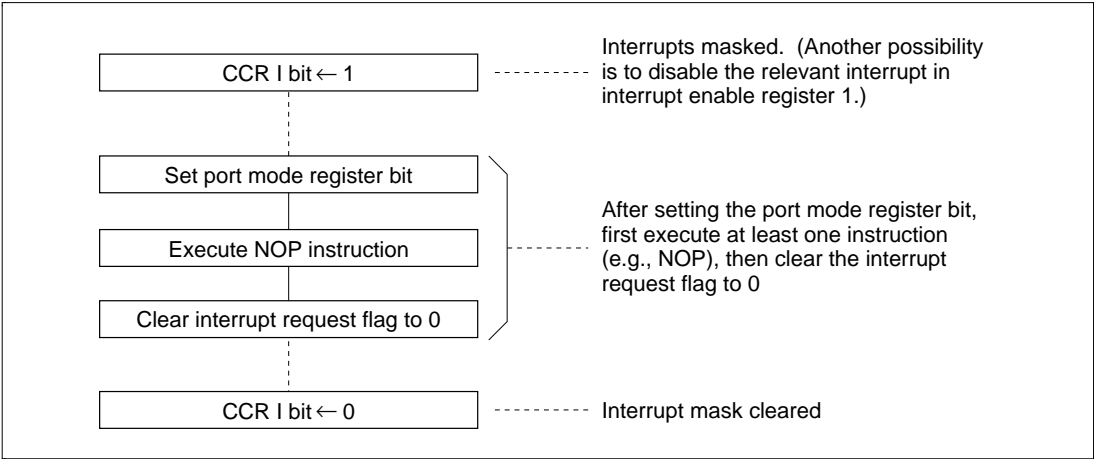 CCR I bit ← 1
Interrupts masked. (Another possibility
is to disable the relevant interrupt in
interrupt enable register 1.)
Set port mode register bit
Execute NOP instruction
Clear interrupt request flag to 0
After setting the port mode register bit,
first execute at least one instruction
(e.g., NOP), then clear the interrupt
request flag to 0
CCR I bit ← 0
Interrupt mask cleared